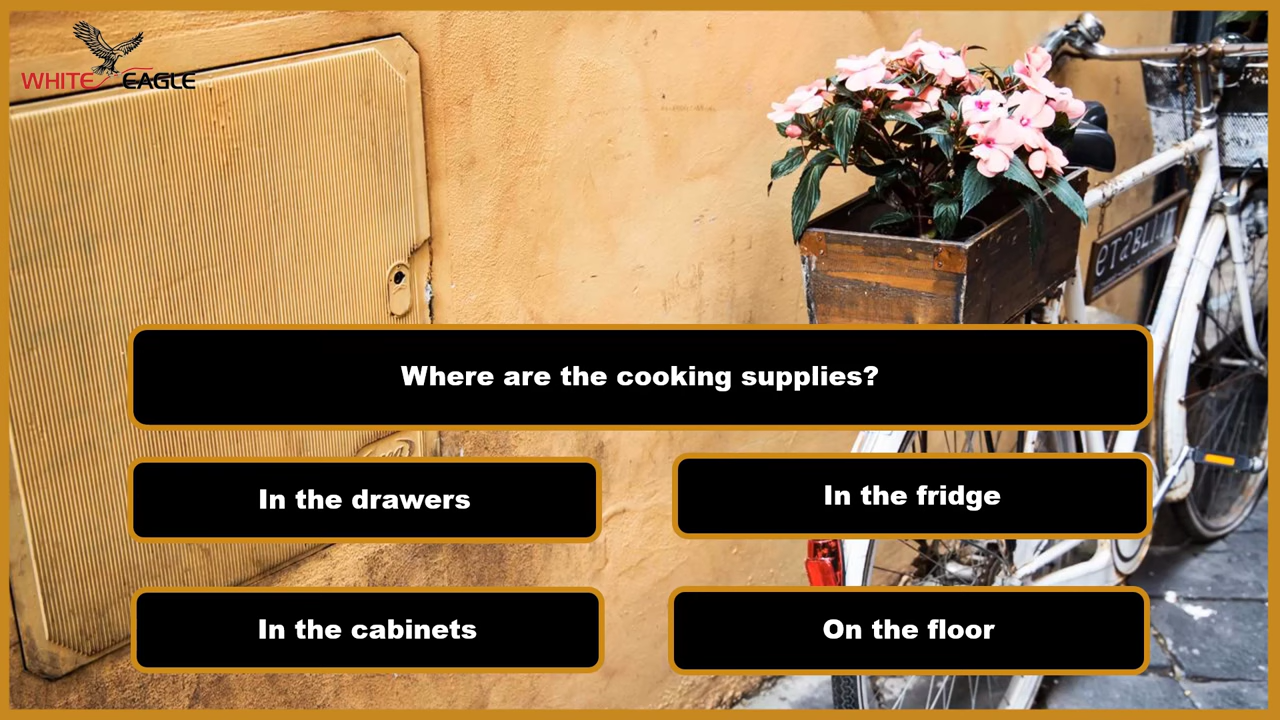 WHITE EAGLE
Where are the cooking supplies?
In the drawers
In the fridge
In the cabinets
On the floor